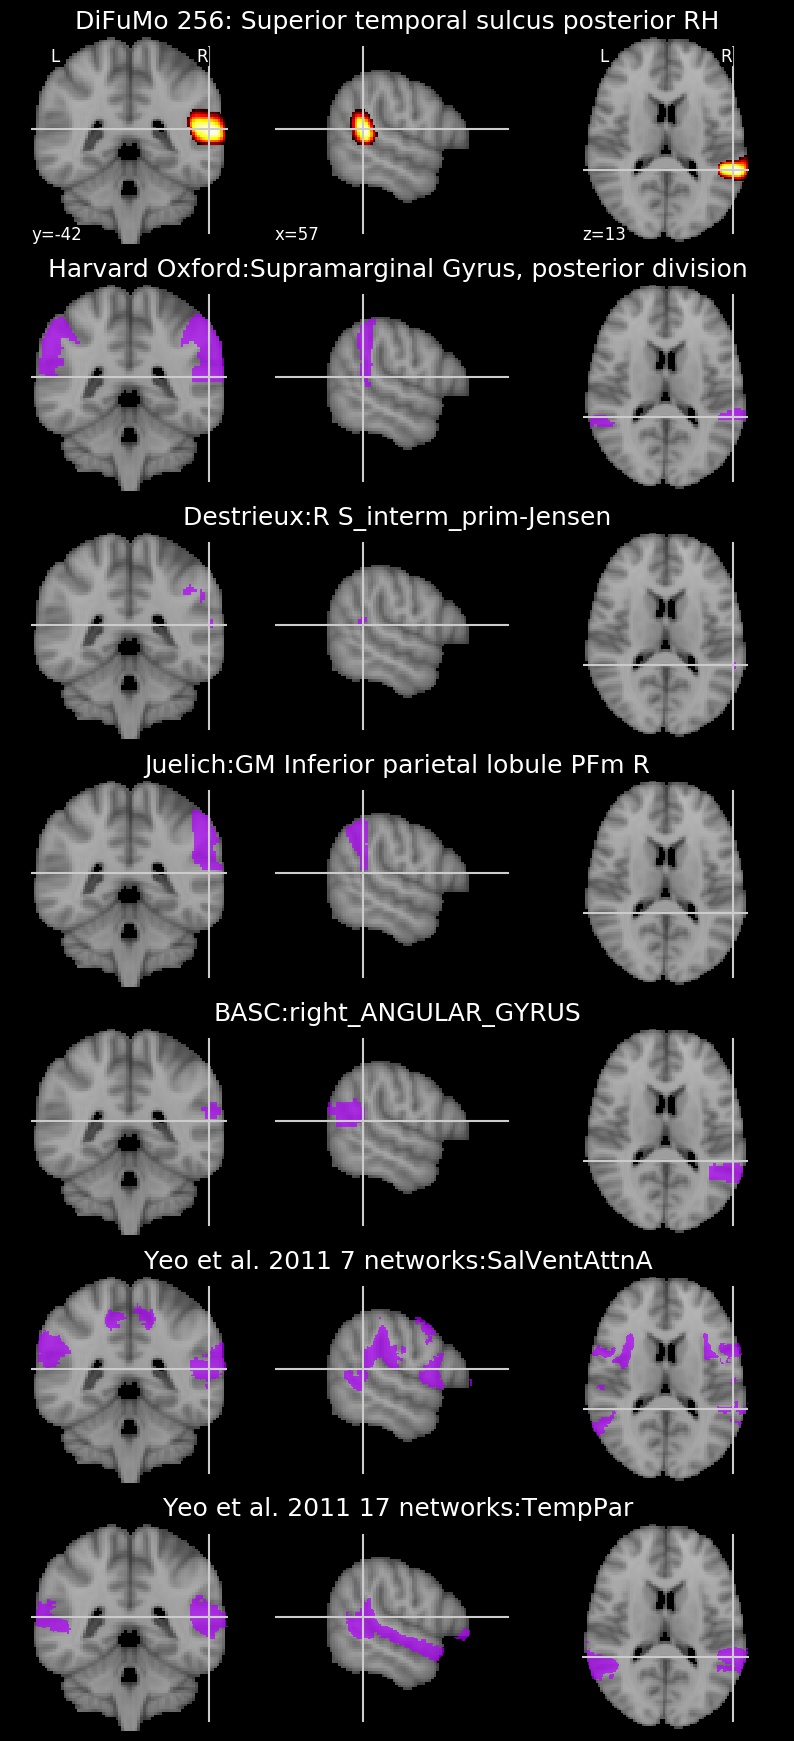 DiFuMo 256: Superior temporal sulcus posterior RH
L R L R
y=-42 x=57 z=13
Harvard Oxford:Supramarginal Gyrus, posterior division
Destrieux:R S_interm_prim-Jensen
Juelich:GM Inferior parietal lobule PFm R
BASC:right_ANGULAR_GYRUS
Yeo et al. 2011 7 networks:SalVentAttnA
Yeo et al. 2011 17 networks:TempPar